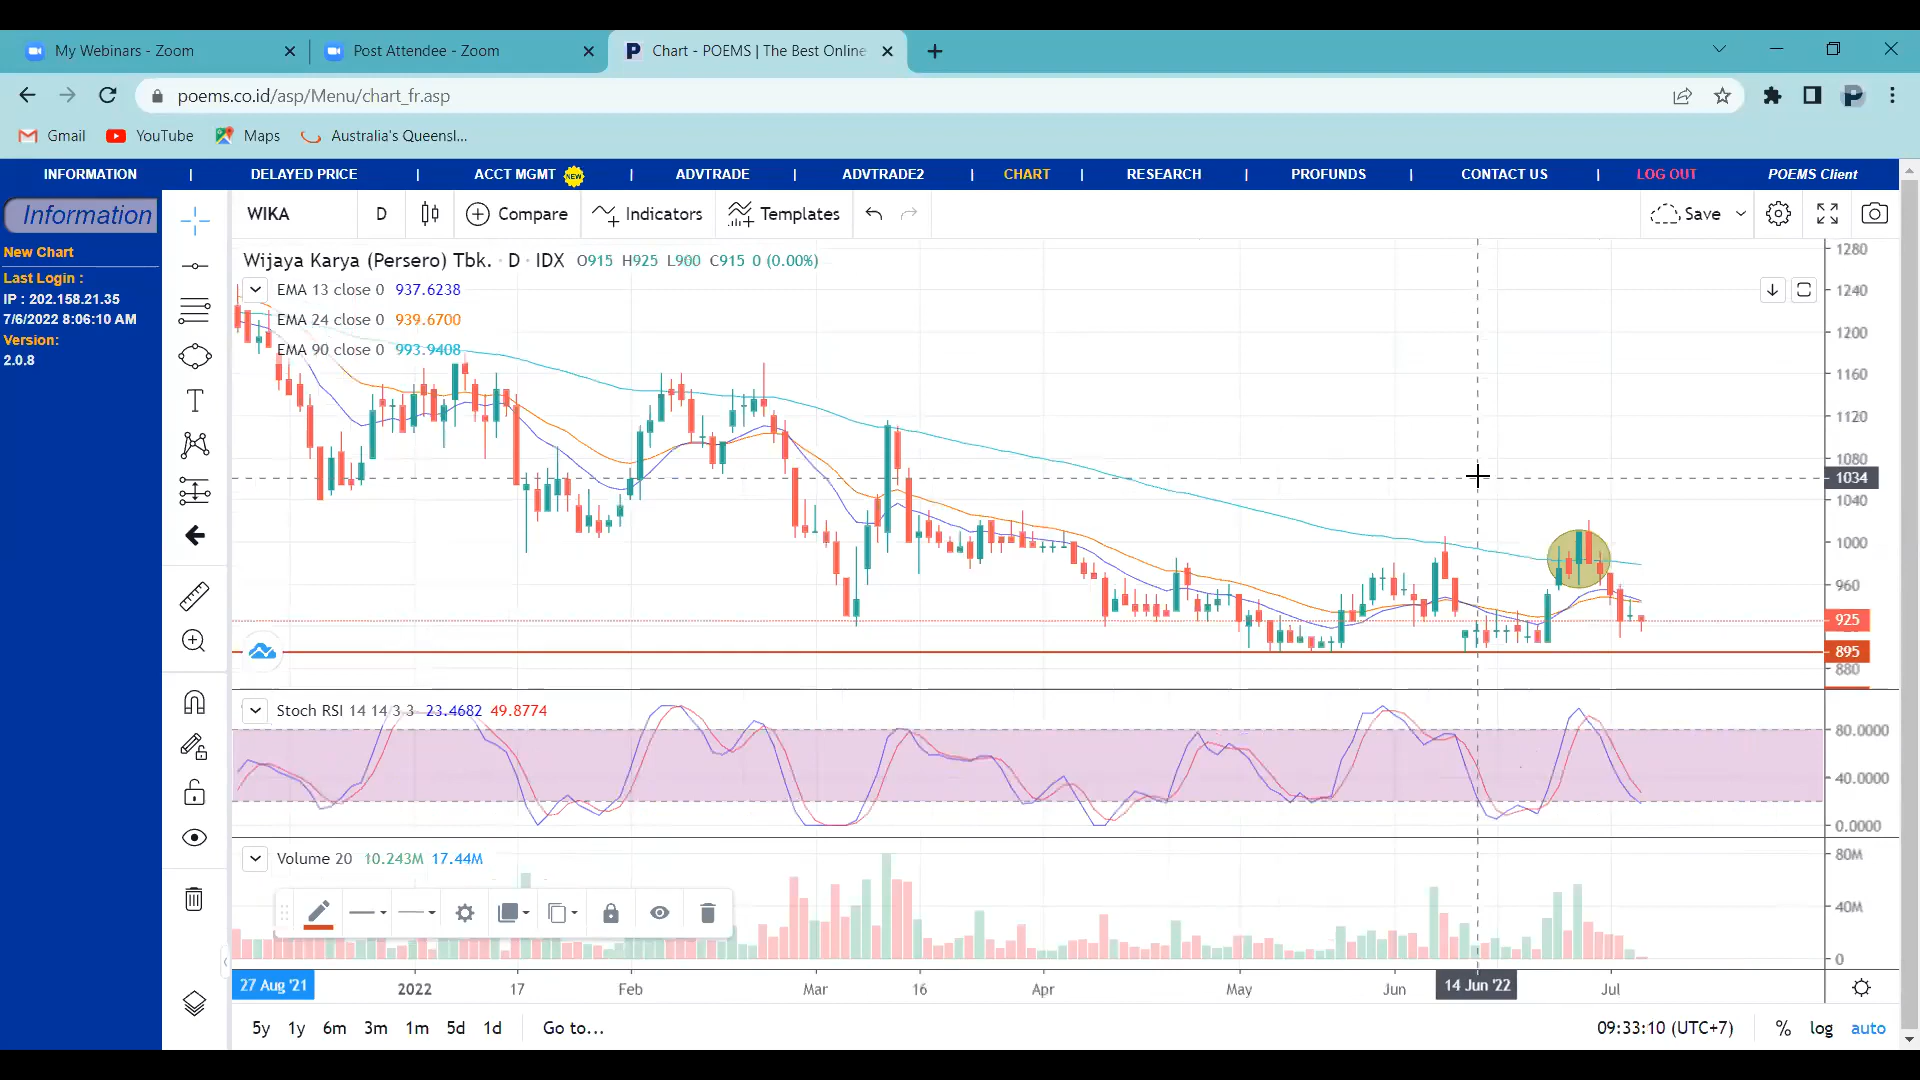 My Webinars - Zoom
Post Attendee - Zoom
Chart - POEMS | The Best Online
poems.co.id/asp/Menu/chart_fr.asp
Gmail
YouTube
Maps
Australia's Queensl...
INFORMATION | DELAYED PRICE | ACCT MGMT NEW | ADVTRADE | ADVTRADE2 | CHART | RESEARCH | PROFUNDS | CONTACT US | LOG OUT POEMS Client
Information
New Chart
Last Login :
IP : 202.158.21.35
7/6/2022 8:06:10 AM
Version:
2.0.8
WIKA D Compare Indicators Templates Save
Wijaya Karya (Persero) Tbk. · D · IDX O915 H925 L900 C915 0 (0.00%)
EMA 13 close 0 937.6238
EMA 24 close 0 939.6700
EMA 90 close 0 993.9408
1280
1240
1200
1160
1120
1080
1034
1040
1000
960
925
895
880
Stoch RSI 14 14 3 3 23.4682 49.8774
80.0000
40.0000
0.0000
Volume 20 10.243M 17.44M
80M
40M
0
27 Aug '21 2022 17 Feb Mar 16 Apr May Jun 14 Jun '22 Jul
5y 1y 6m 3m 1m 5d 1d Go to... 09:33:10 (UTC+7) % log auto